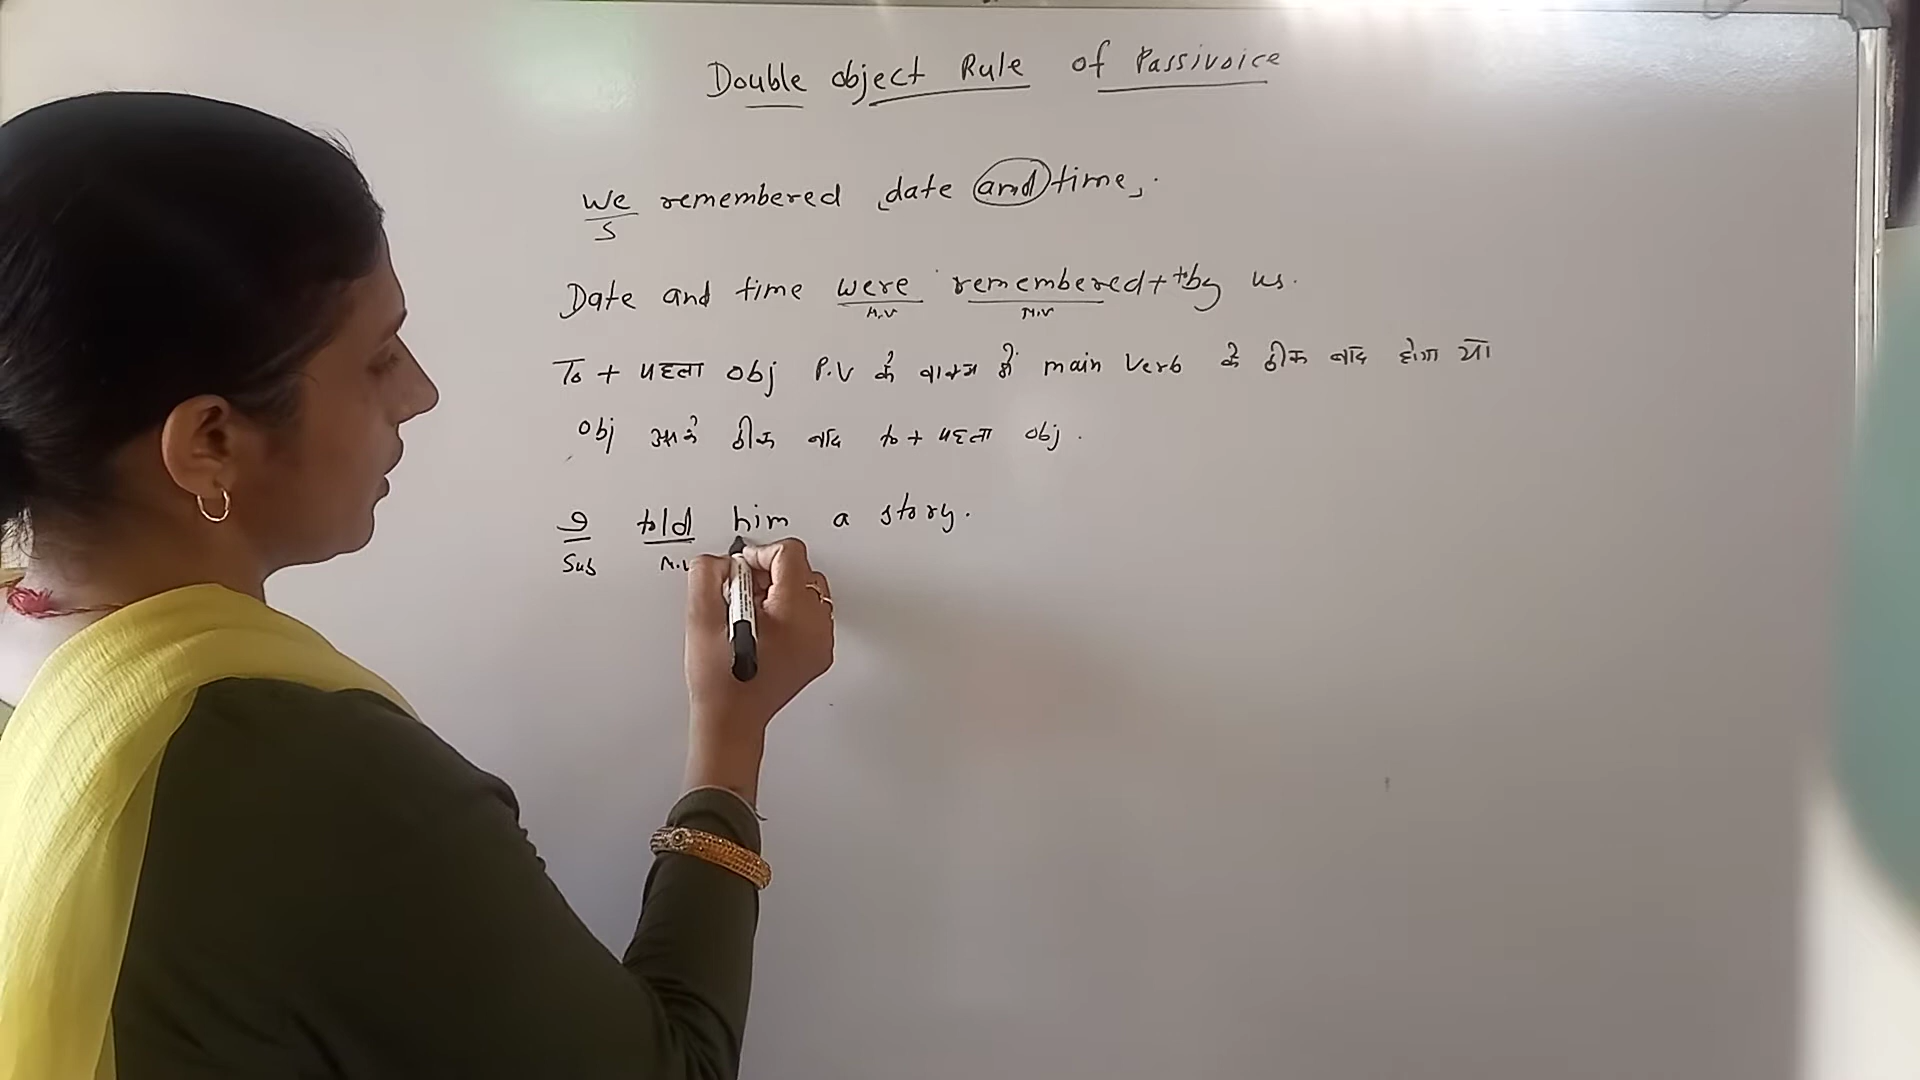 Double object Rule of Passivoice
We remembered date and time.
S
Date and time were remembered + to by us.
H.V M.V
To + पहला obj P.V के वाक्य में main Verb के ठीक बाद होगा या
obj आने ठीक बाद to + पहला obj.
I told him a story.
Sub M.V